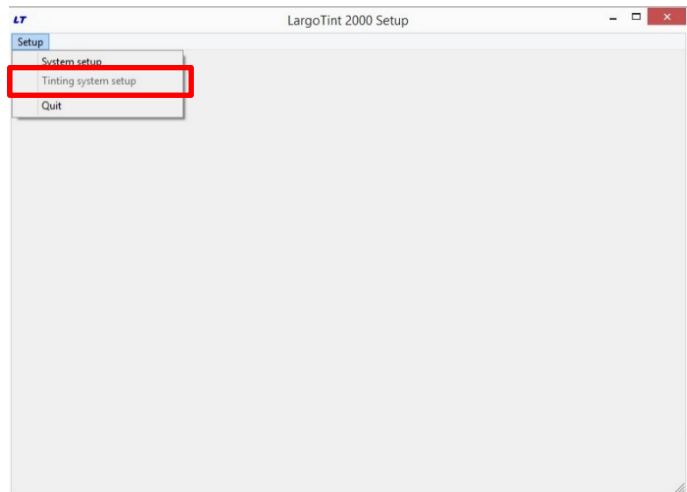 LT LargoTint 2000 Setup
Setup
System setup
Tinting system setup
Quit